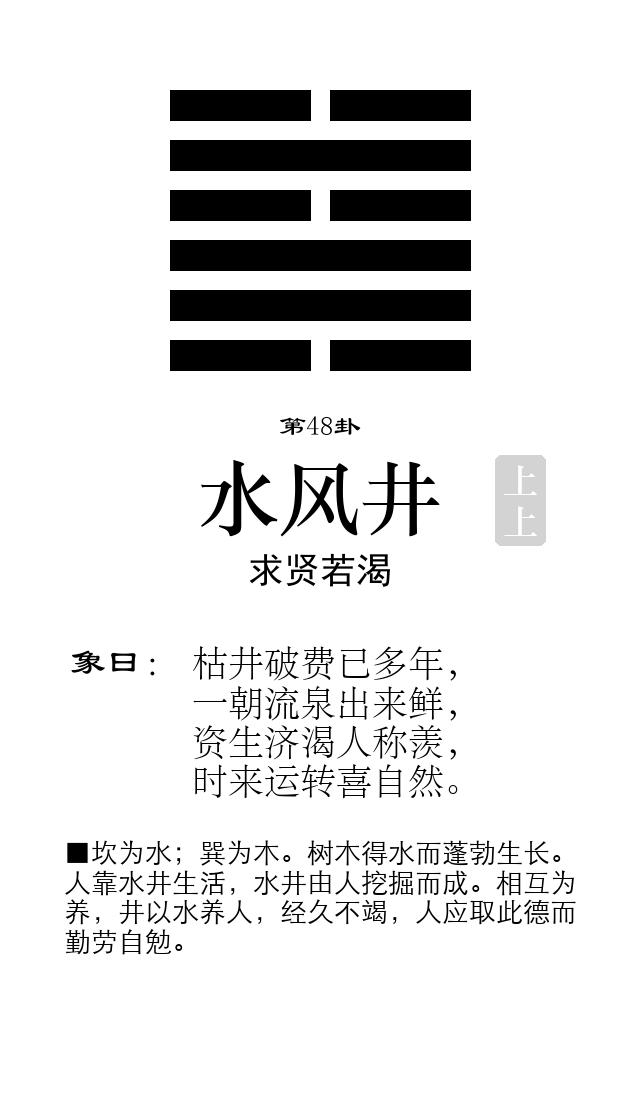 第48卦
水风井
上上
求贤若渴
象曰：枯井破费已多年，
一朝流泉出来鲜，
资生济渴人称羡，
时来运转喜自然。
■坎为水；巽为木。树木得水而蓬勃生长。
人靠水井生活，水井由人挖掘而成。相互为
养，井以水养人，经久不竭，人应取此德而
勤劳自勉。